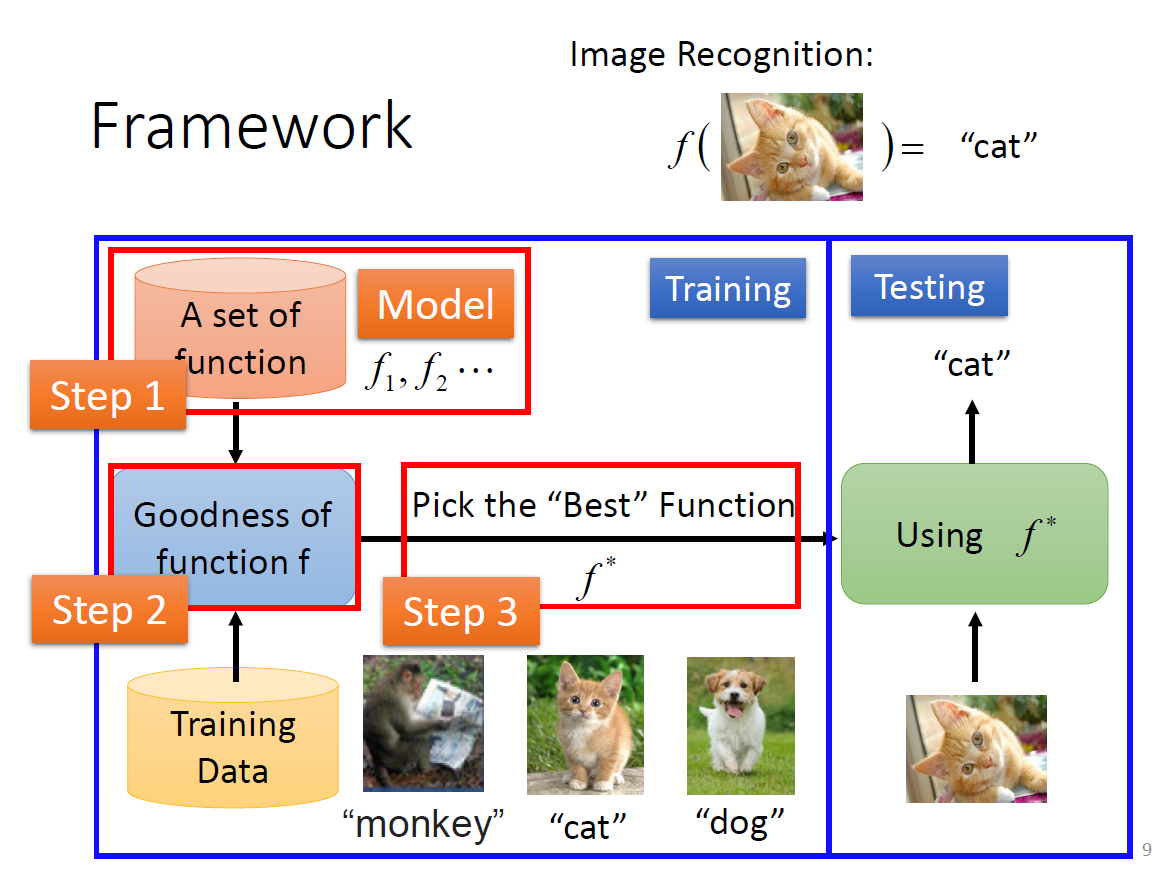 Image Recognition:
Framework
f( ) = “cat”
A set of
function
Model
f₁, f₂ ⋯
Training
Testing
Step 1
“cat”
Goodness of
function f
Pick the “Best” Function
f*
Using f*
Step 2
Step 3
Training
Data
“monkey”
“cat”
“dog”
9